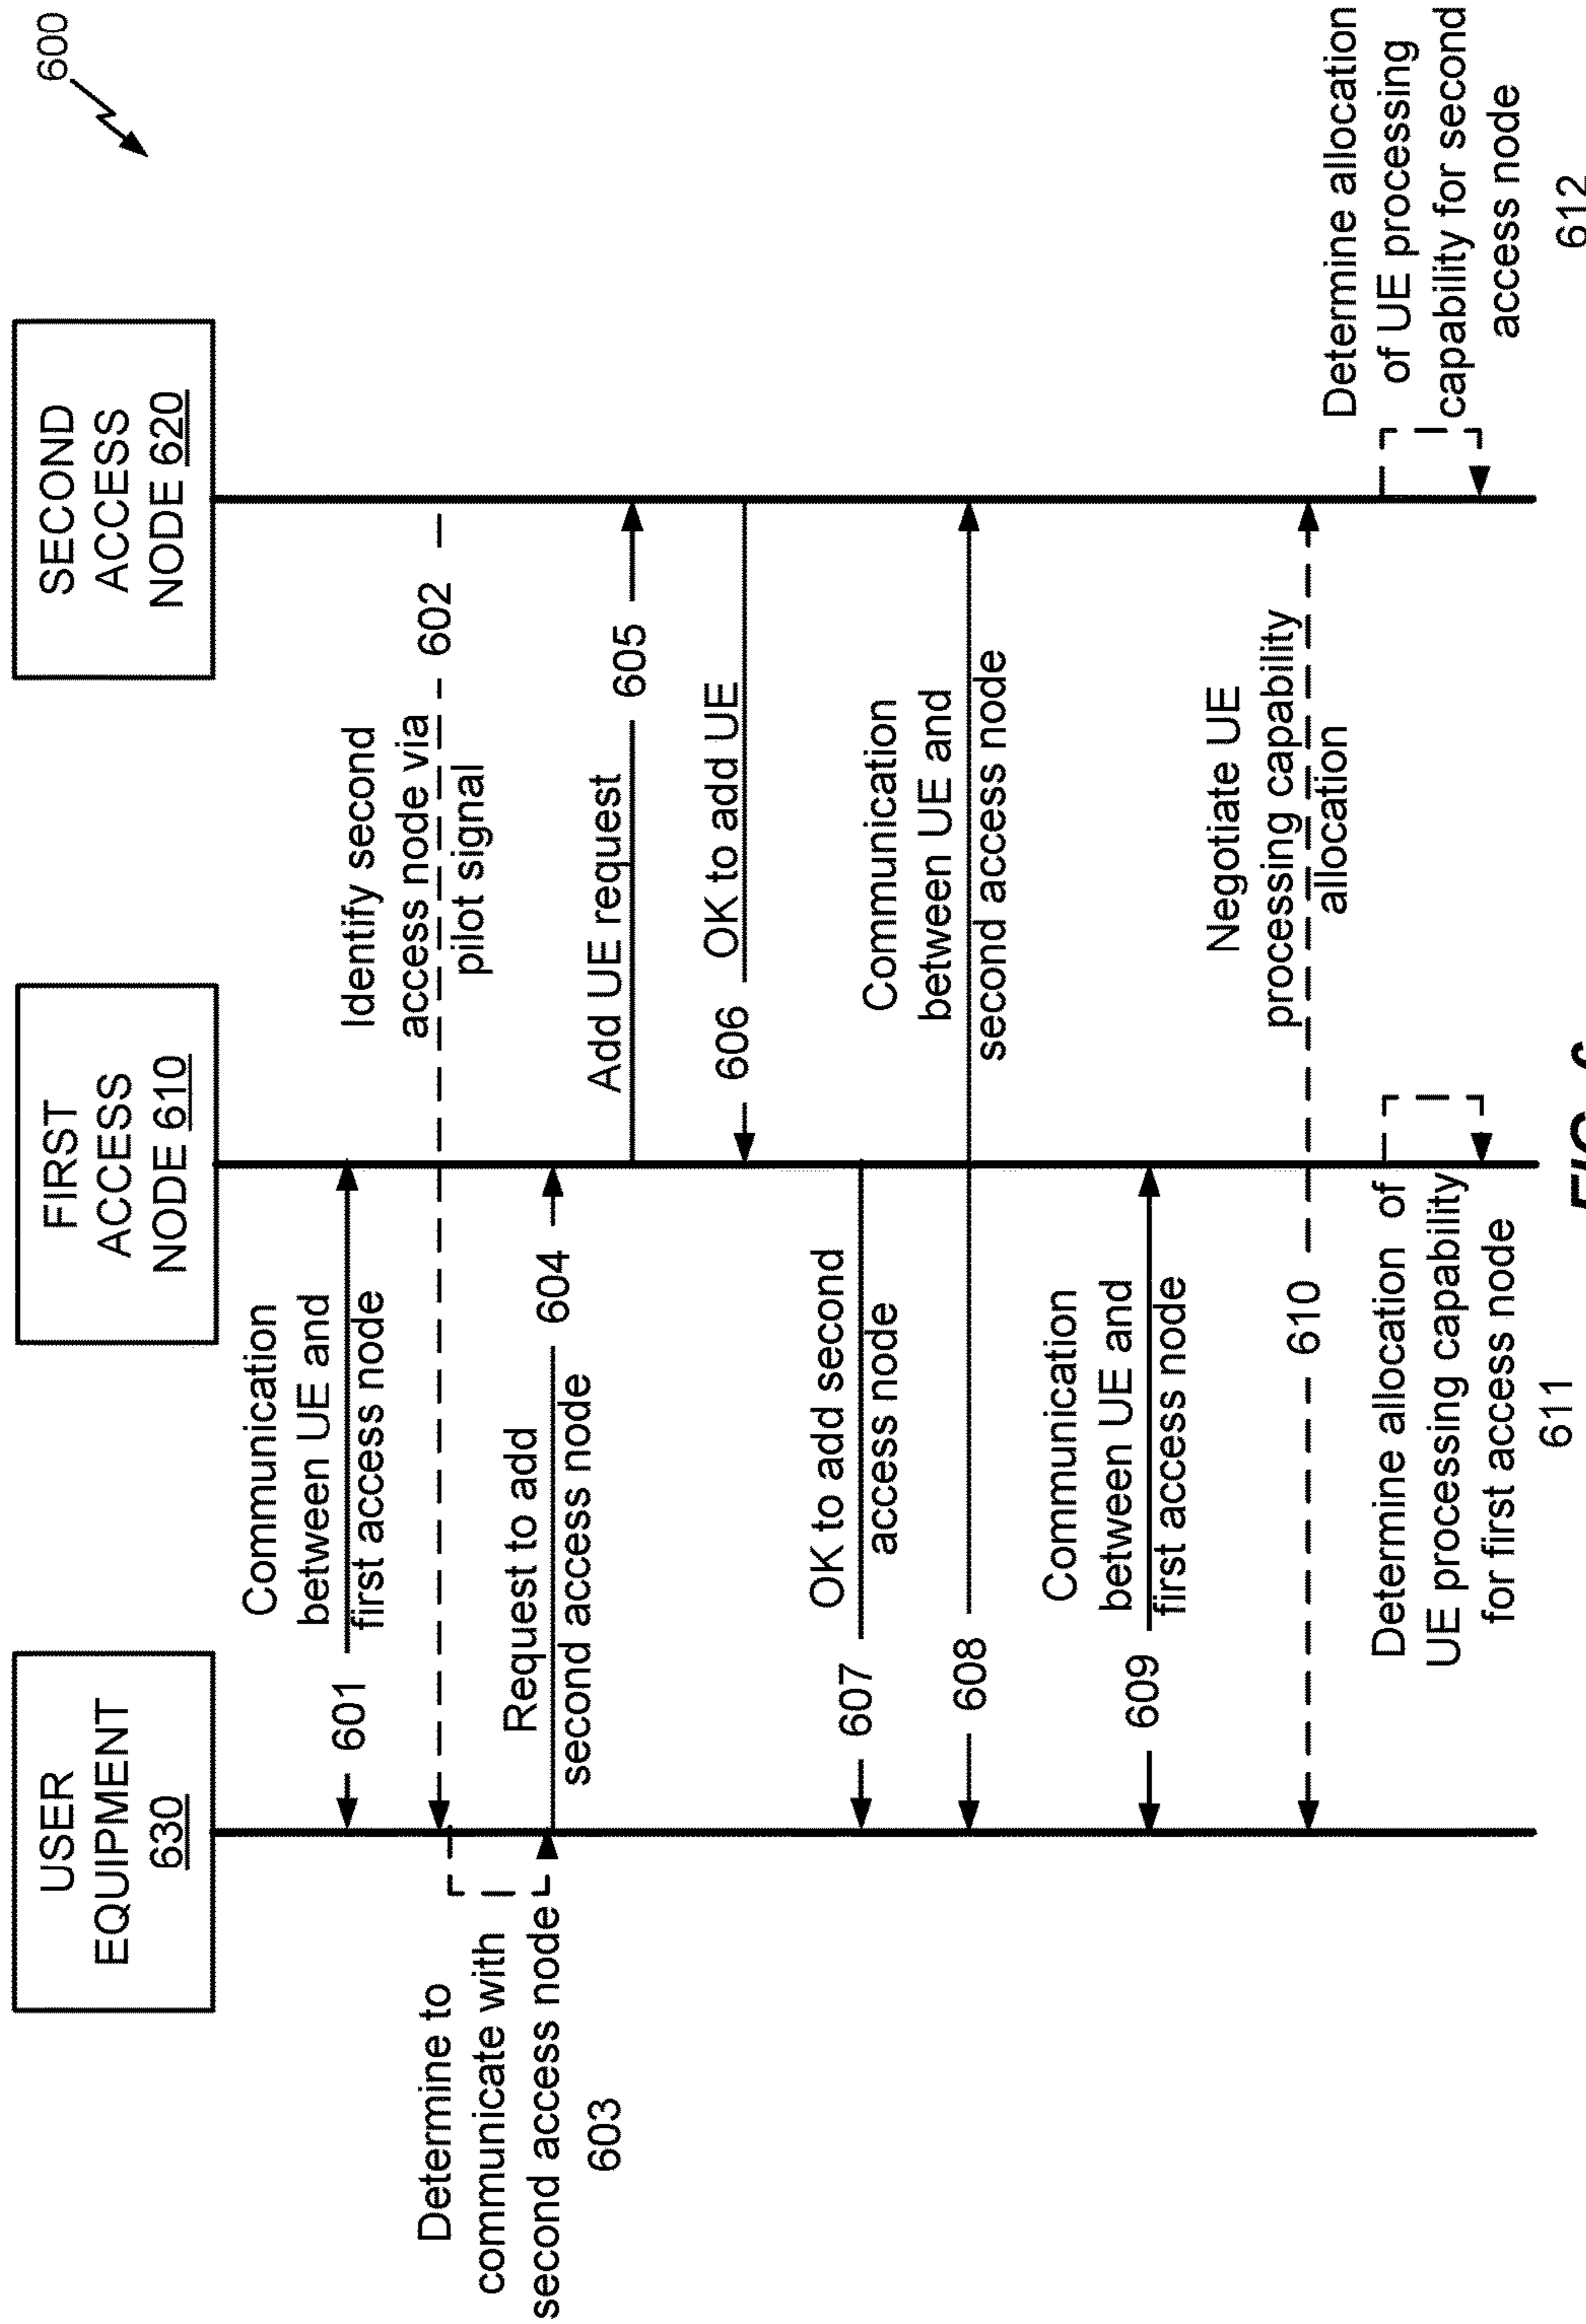 600
USER
EQUIPMENT
630
FIRST
ACCESS
NODE 610
SECOND
ACCESS
NODE 620
Communication
between UE and
first access node
601
Identify second
access node via
pilot signal
602
Determine to
communicate with
second access node
603
Request to add
second access node
604
Add UE request
605
OK to add UE
606
OK to add second
access node
607
Communication
between UE and
second access node
608
Communication
between UE and
first access node
609
Negotiate UE
processing capability
allocation
610
Determine allocation of
UE processing capability
for first access node
611
Determine allocation
of UE processing
capability for second
access node
612